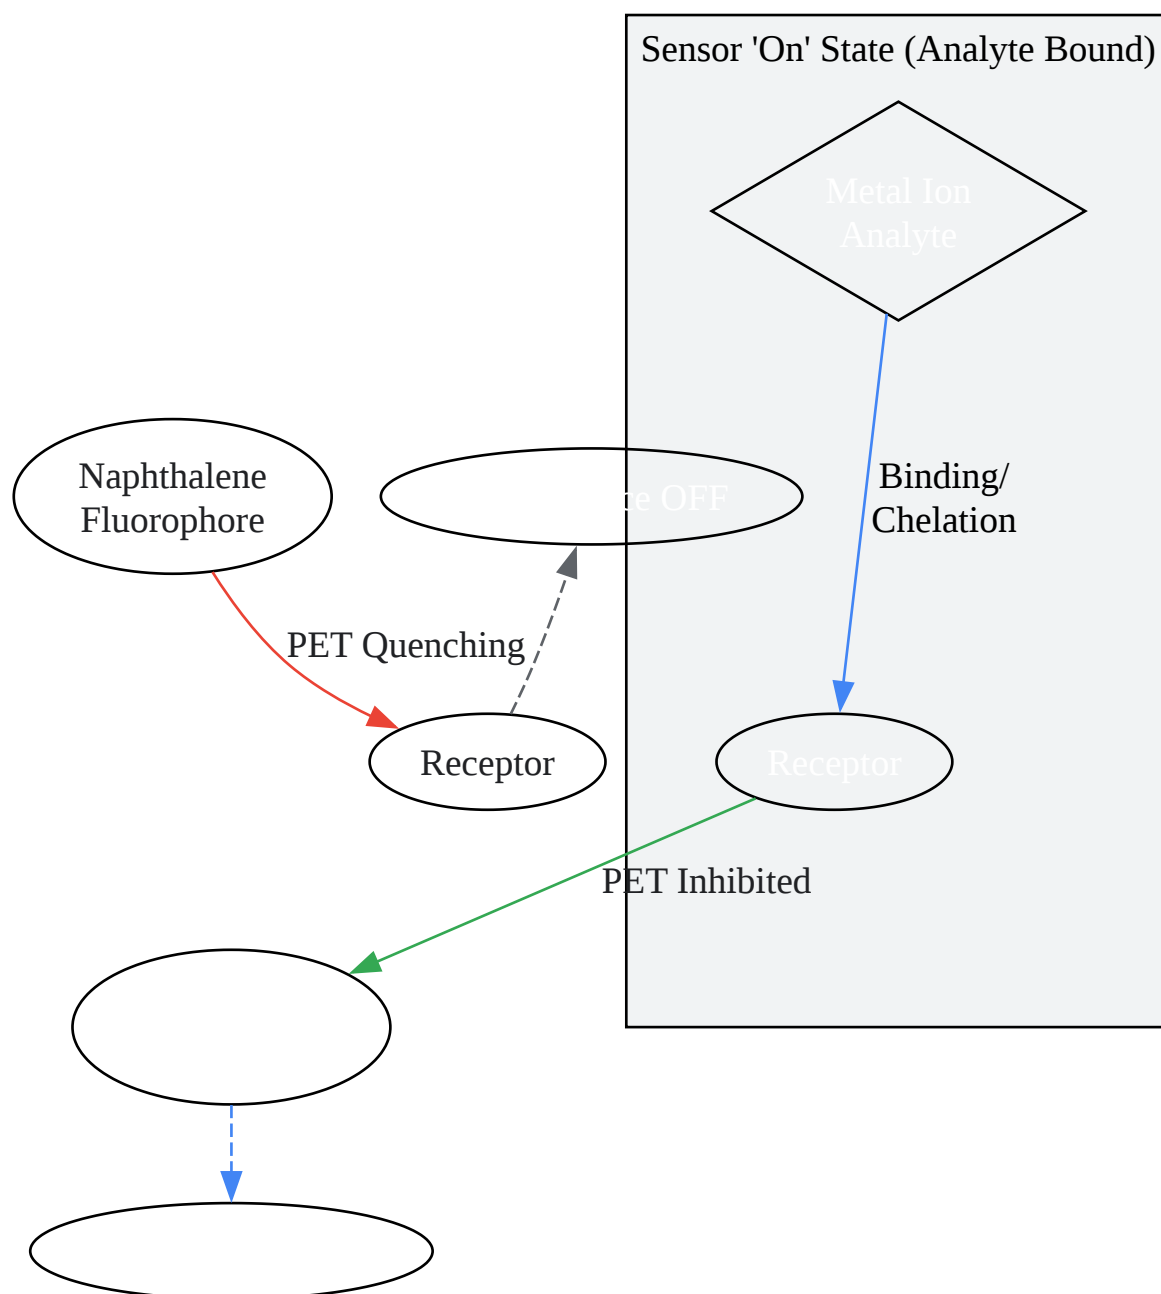 Sensor 'On' State (Analyte Bound)
Metal Ion
Analyte
Naphthalene
Fluorophore
OFF
Binding/
Chelation
PET Quenching
Receptor
Receptor
PET Inhibited